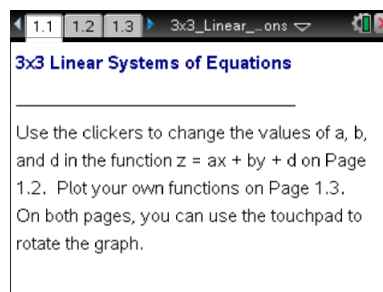 1.1 1.2 1.3 3x3_Linear_...ons
3x3 Linear Systems of Equations
Use the clickers to change the values of a, b,
and d in the function z = ax + by + d on Page
1.2. Plot your own functions on Page 1.3.
On both pages, you can use the touchpad to
rotate the graph.